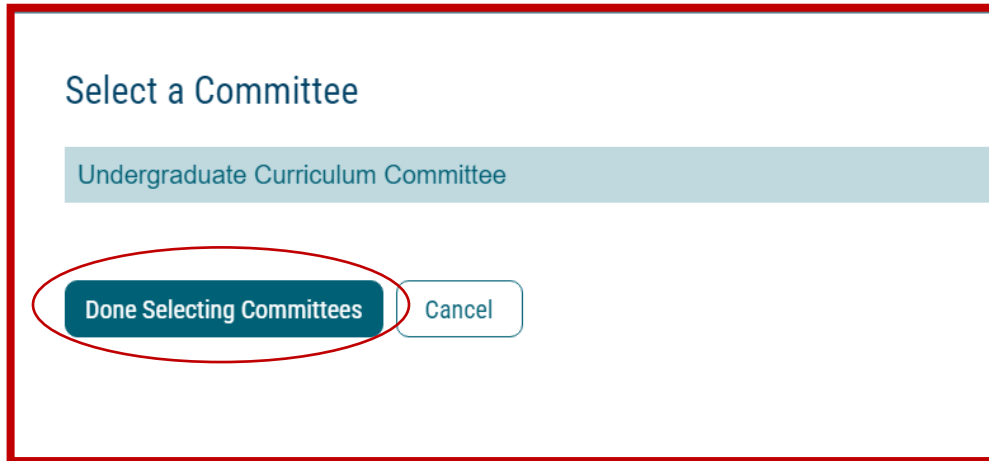 Select a Committee
Undergraduate Curriculum Committee
Done Selecting Committees Cancel